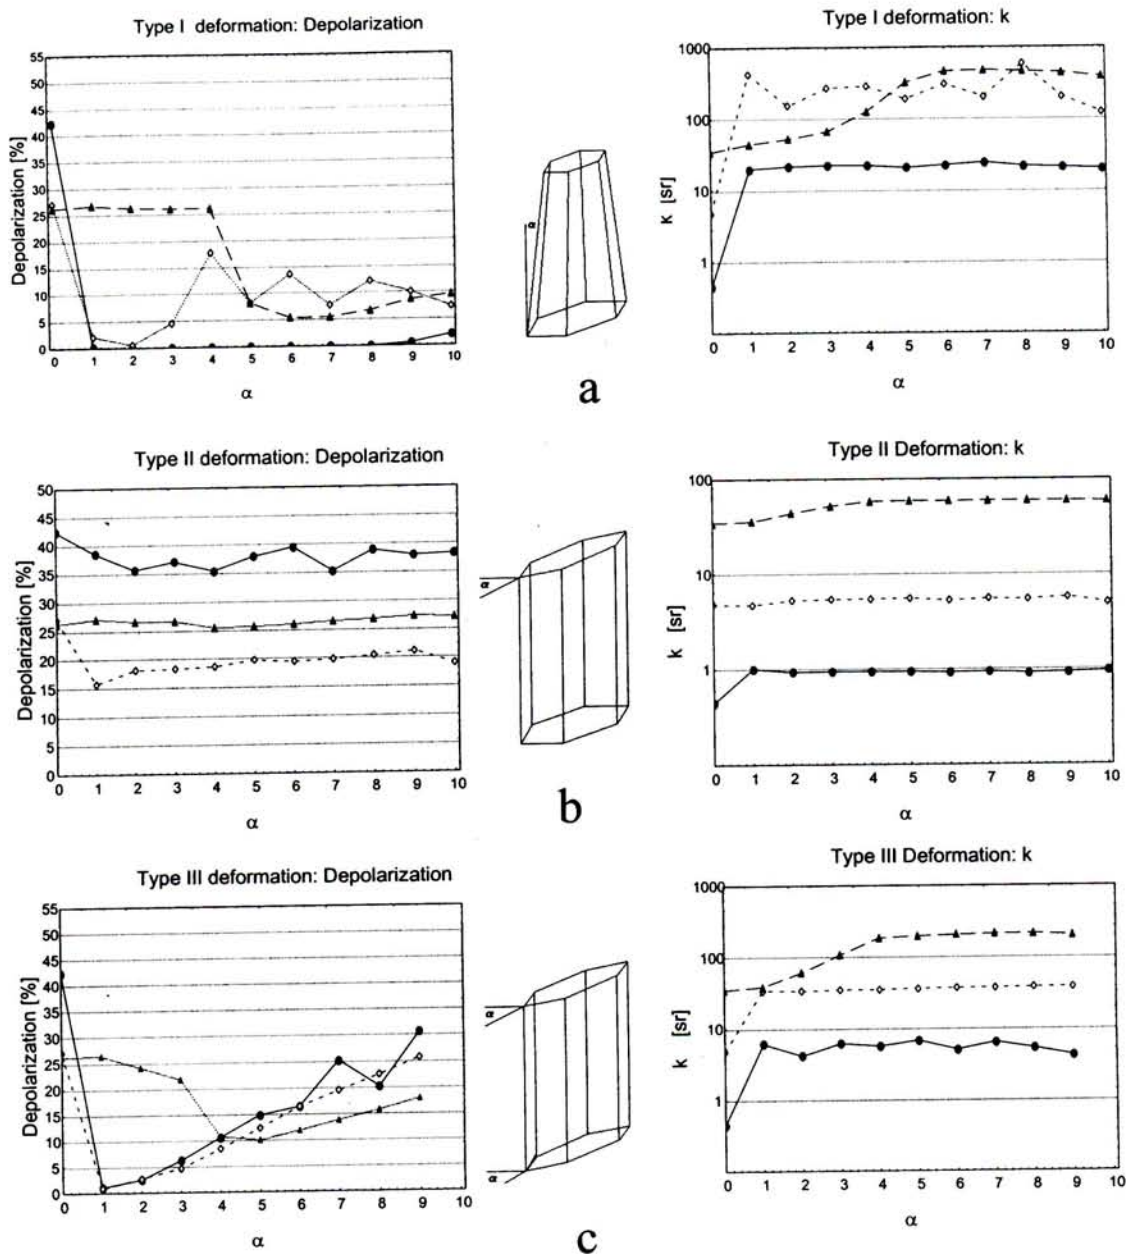 Type I deformation: Depolarization
Type I deformation: k
55
50
45
40
35
30
25
20
15
10
5
0
Depolarization [%]
0 1 2 3 4 5 6 7 8 9 10
α
α
a
1000
100
10
1
k [sr]
0 1 2 3 4 5 6 7 8 9 10
α
Type II deformation: Depolarization
Type II Deformation: k
50
45
40
35
30
25
20
15
10
5
0
Depolarization [%]
0 1 2 3 4 5 6 7 8 9 10
α
α
b
100
10
1
k [sr]
0 1 2 3 4 5 6 7 8 9 10
α
Type III deformation: Depolarization
Type III Deformation: k
55
50
45
40
35
30
25
20
15
10
5
0
Depolarization [%]
0 1 2 3 4 5 6 7 8 9 10
α
α
α
c
1000
100
10
1
k [sr]
0 1 2 3 4 5 6 7 8 9 10
α